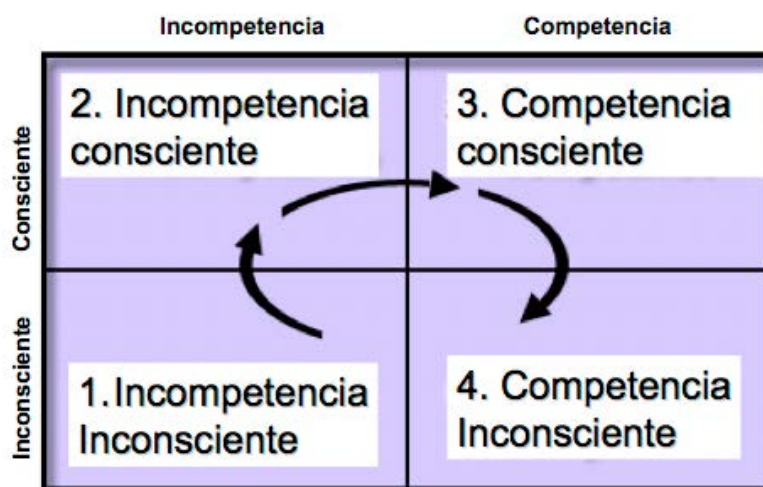 Incompetencia
Competencia
Consciente
2. Incompetencia
consciente
3. Competencia
consciente
Inconsciente
1.Incompetencia
Inconsciente
4. Competencia
Inconsciente